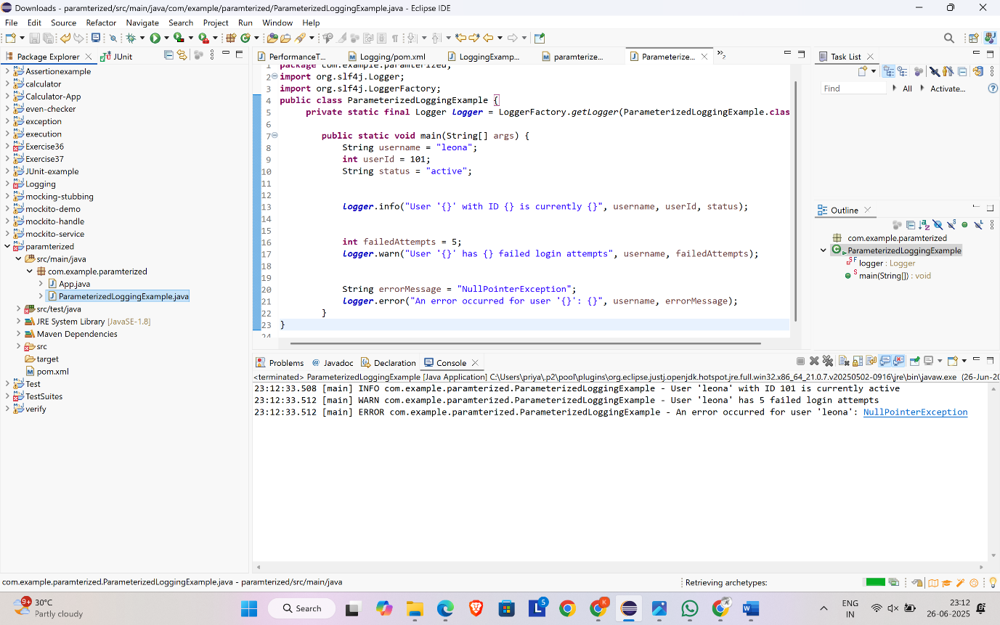 Downloads - paramterized/src/main/java/com/example/paramterized/ParameterizedLoggingExample.java - Eclipse IDE
File Edit Source Refactor Navigate Search Project Run Window Help
Package Explorer JUnit
Assertionexample
calculator
Calculator-App
even-checker
exception
execution
Exercise36
Exercise37
JUnit-example
Logging
mocking-stubbing
mockito-demo
mockito-handle
mockito-service
paramterized
src/main/java
com.example.paramterized
App.java
ParameterizedLoggingExample.java
src/test/java
JRE System Library [JavaSE-1.8]
Maven Dependencies
src
target
pom.xml
Test
TestSuites
verify
PerformanceT... Logging/pom.xml LoggingExamp... paramterize... Parameterize... »2
1 package com.example.paramterized;
2 import org.slf4j.Logger;
3 import org.slf4j.LoggerFactory;
4 public class ParameterizedLoggingExample {
5 private static final Logger logger = LoggerFactory.getLogger(ParameterizedLoggingExample.clas
6
7 public static void main(String[] args) {
8 String username = "leona";
9 int userId = 101;
10 String status = "active";
11
12
13 logger.info("User '{}' with ID {} is currently {}", username, userId, status);
14
15
16 int failedAttempts = 5;
17 logger.warn("User '{}' has {} failed login attempts", username, failedAttempts);
18
19
20 String errorMessage = "NullPointerException";
21 logger.error("An error occurred for user '{}': {}", username, errorMessage);
22 }
23 }
24
Task List
Find All Activate...
Outline
com.example.paramterized
ParameterizedLoggingExample
logger : Logger
main(String[]) : void
Problems Javadoc Declaration Console
<terminated> ParameterizedLoggingExample [Java Application] C:\Users\priya\.p2\pool\plugins\org.eclipse.justj.openjdk.hotspot.jre.full.win32.x86_64_21.0.7.v20250502-0916\jre\bin\javaw.exe (26-Jun-20
23:12:33.508 [main] INFO com.example.paramterized.ParameterizedLoggingExample - User 'leona' with ID 101 is currently active
23:12:33.512 [main] WARN com.example.paramterized.ParameterizedLoggingExample - User 'leona' has 5 failed login attempts
23:12:33.512 [main] ERROR com.example.paramterized.ParameterizedLoggingExample - An error occurred for user 'leona': NullPointerException
com.example.paramterized.ParameterizedLoggingExample.java - paramterized/src/main/java
Retrieving archetypes:
9+
30°C
Partly cloudy
Search
5
K
ENG
IN
23:12
26-06-2025